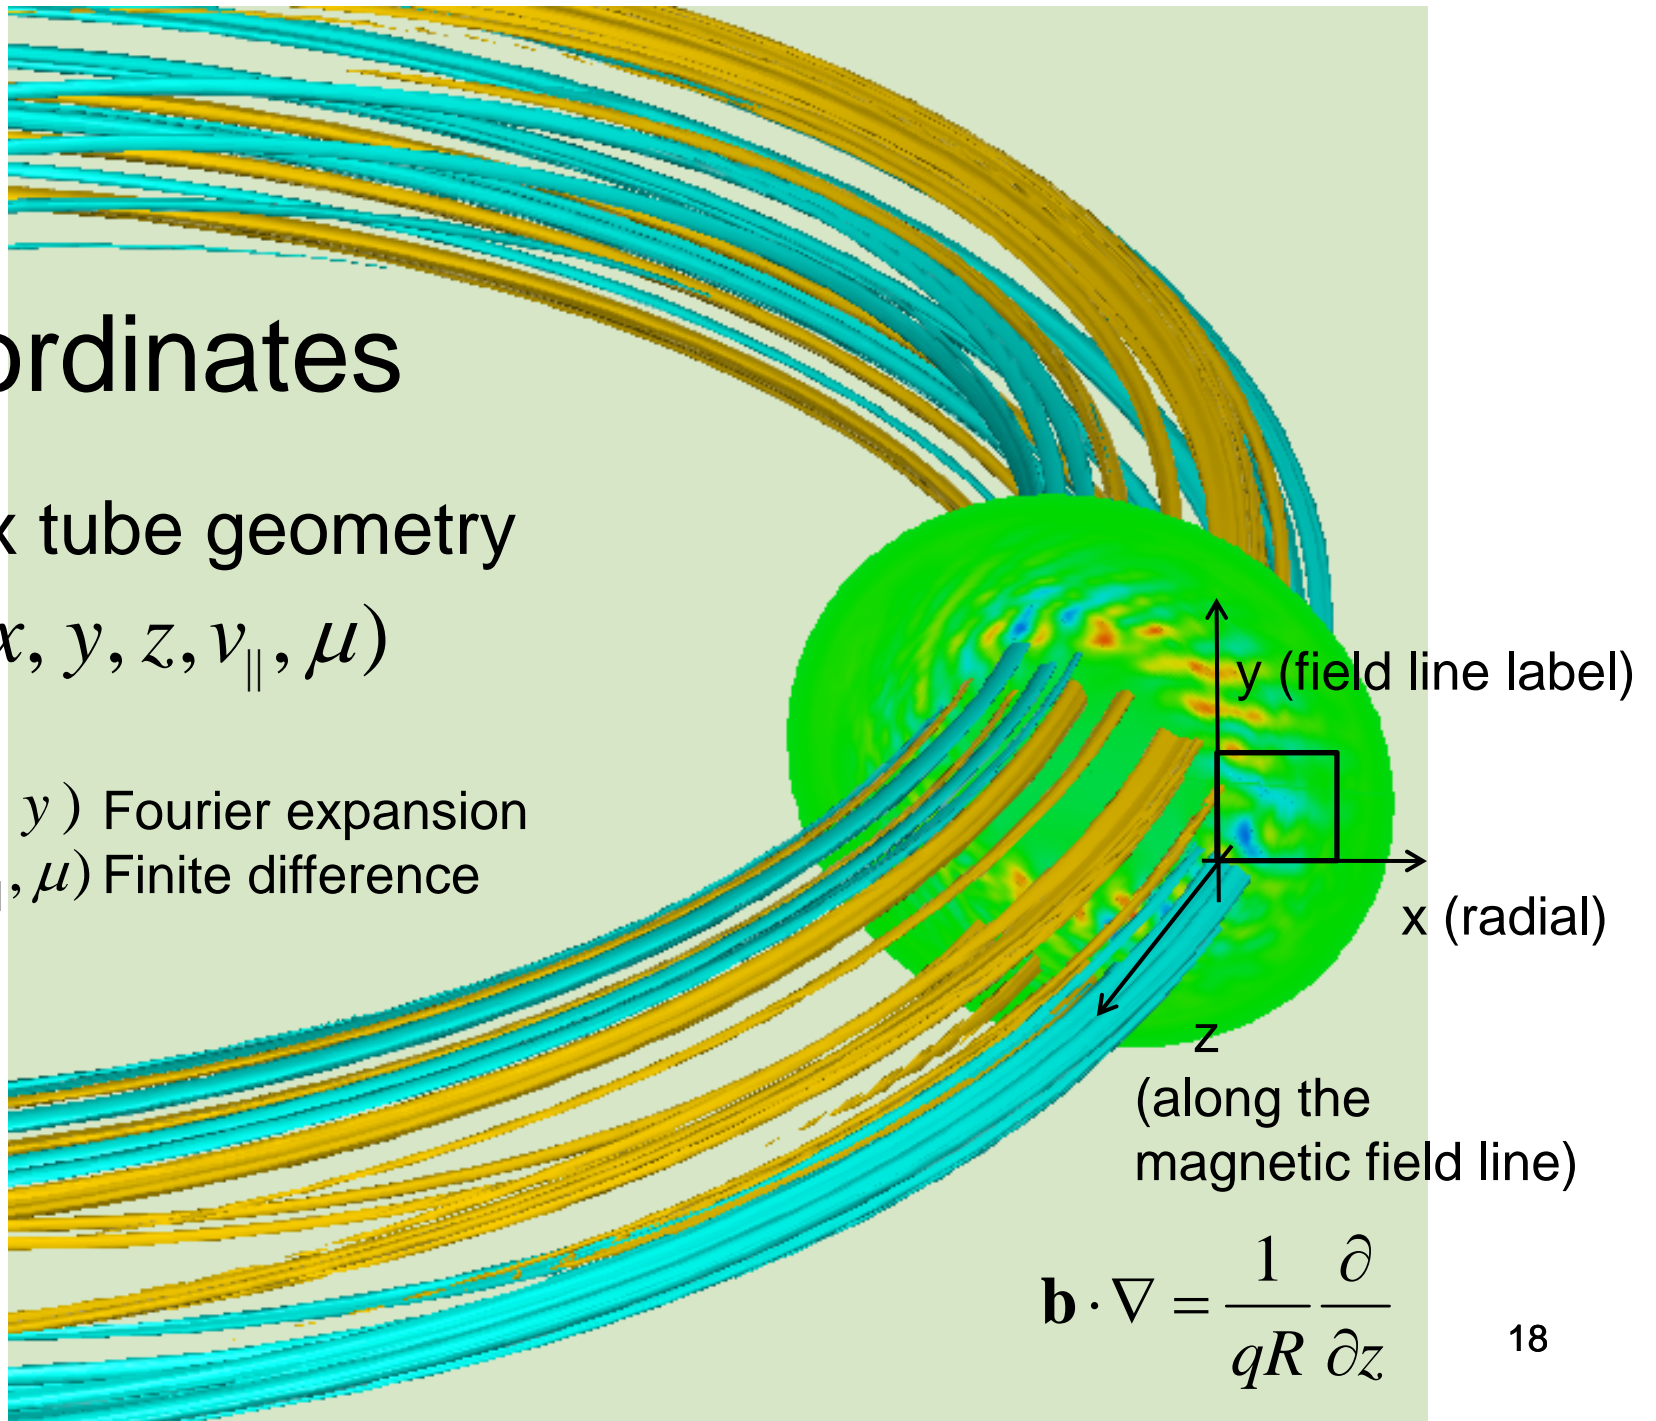 ordinates
x tube geometry
x, y, z, v∥, μ)
y (field line label)
y ) Fourier expansion
, μ) Finite difference
x (radial)
z
(along the
magnetic field line)
b · ∇ = 1/qR ∂/∂z
18